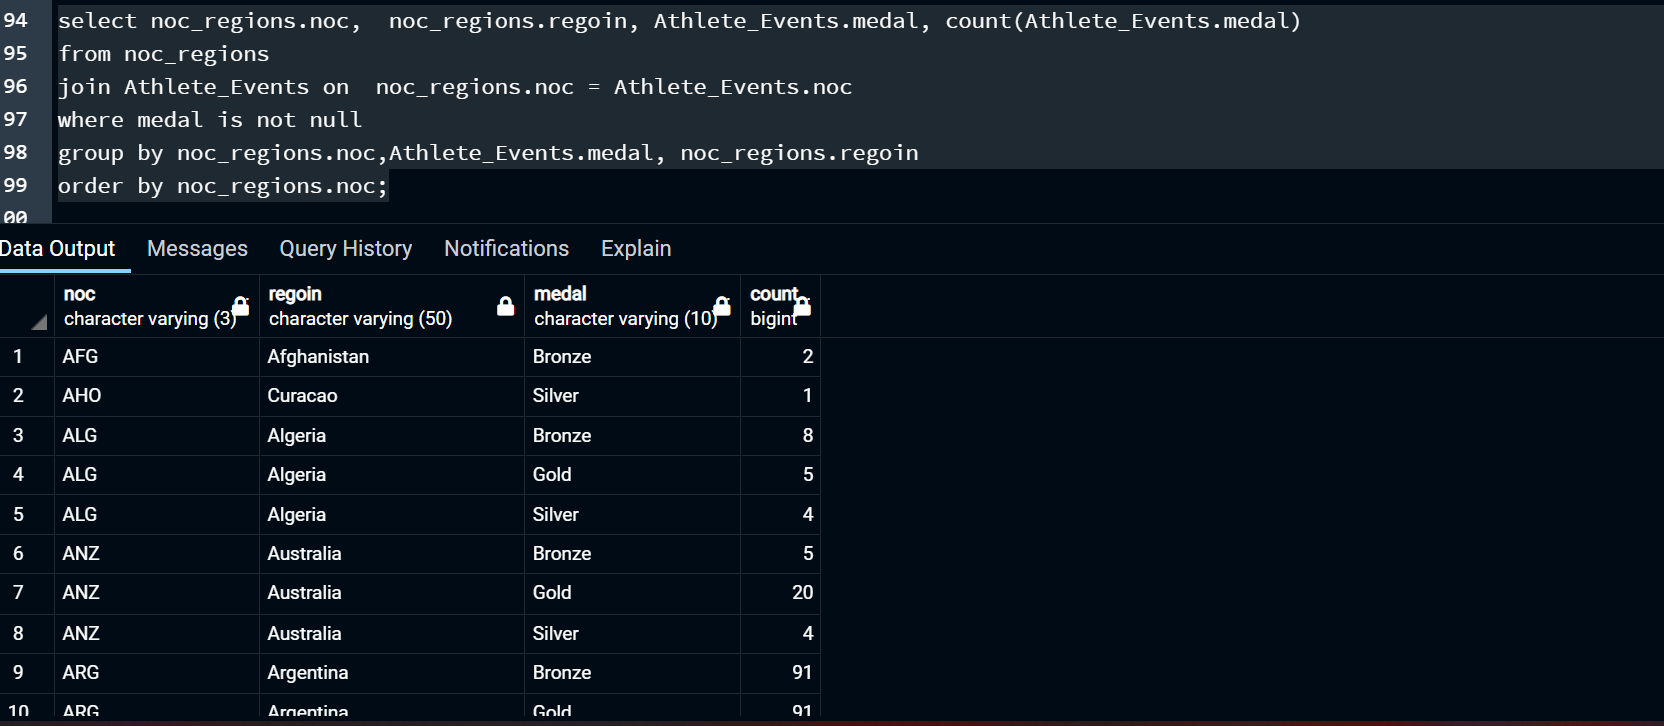 94 select noc_regions.noc,  noc_regions.regoin, Athlete_Events.medal, count(Athlete_Events.medal)
95 from noc_regions
96 join Athlete_Events on  noc_regions.noc = Athlete_Events.noc
97 where medal is not null
98 group by noc_regions.noc,Athlete_Events.medal, noc_regions.regoin
99 order by noc_regions.noc;
00
Data Output Messages Query History Notifications Explain
noc regoin medal count
character varying (3) character varying (50) character varying (10) bigint
1 AFG Afghanistan Bronze 2
2 AHO Curacao Silver 1
3 ALG Algeria Bronze 8
4 ALG Algeria Gold 5
5 ALG Algeria Silver 4
6 ANZ Australia Bronze 5
7 ANZ Australia Gold 20
8 ANZ Australia Silver 4
9 ARG Argentina Bronze 91
10 ARG Argentina Gold 91